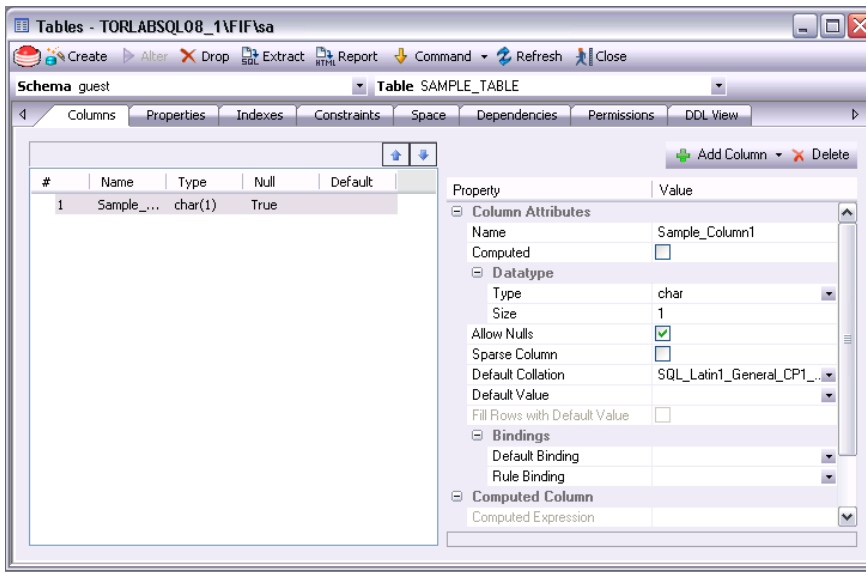 Tables - TORLABSQL08_1\FIF\sa
Create Alter Drop SQL Extract HTML Report Command Refresh Close
Schema guest Table SAMPLE_TABLE
Columns Properties Indexes Constraints Space Dependencies Permissions DDL View
Add Column Delete
# Name Type Null Default
1 Sample_... char(1) True
Property Value
Column Attributes
Name Sample_Column1
Computed
Datatype
Type char
Size 1
Allow Nulls
Sparse Column
Default Collation SQL_Latin1_General_CP1_...
Default Value
Fill Rows with Default Value
Bindings
Default Binding
Rule Binding
Computed Column
Computed Expression